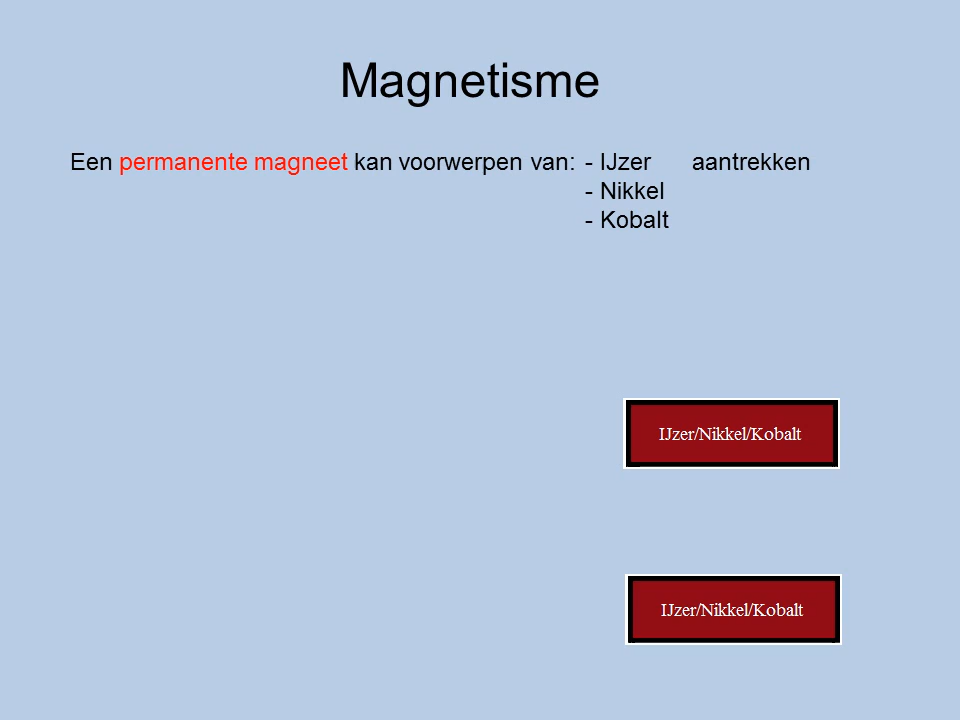 Magnetisme
Een permanente magneet kan voorwerpen van: - IJzer aantrekken
- Nikkel
- Kobalt
IJzer/Nikkel/Kobalt
IJzer/Nikkel/Kobalt